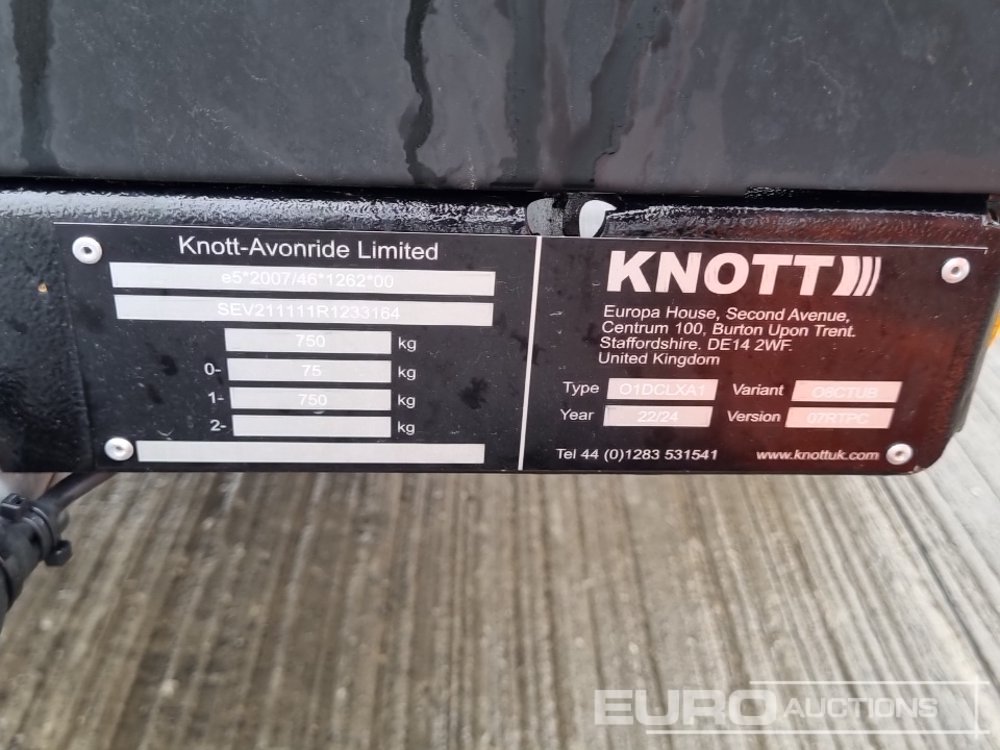 Knott-Avonride Limited
e5*2007/46*1262*00
SEV211111R1233164
750 kg
0- 75 kg
1- 750 kg
2- kg
KNOTT
Europa House, Second Avenue,
Centrum 100, Burton Upon Trent.
Staffordshire. DE14 2WF.
United Kingdom
Type O1DCLXA1 Variant O6CTUB
Year 22/24 Version 07RTPC
Tel 44 (0)1283 531541 www.knottuk.com
EURO AUCTIONS